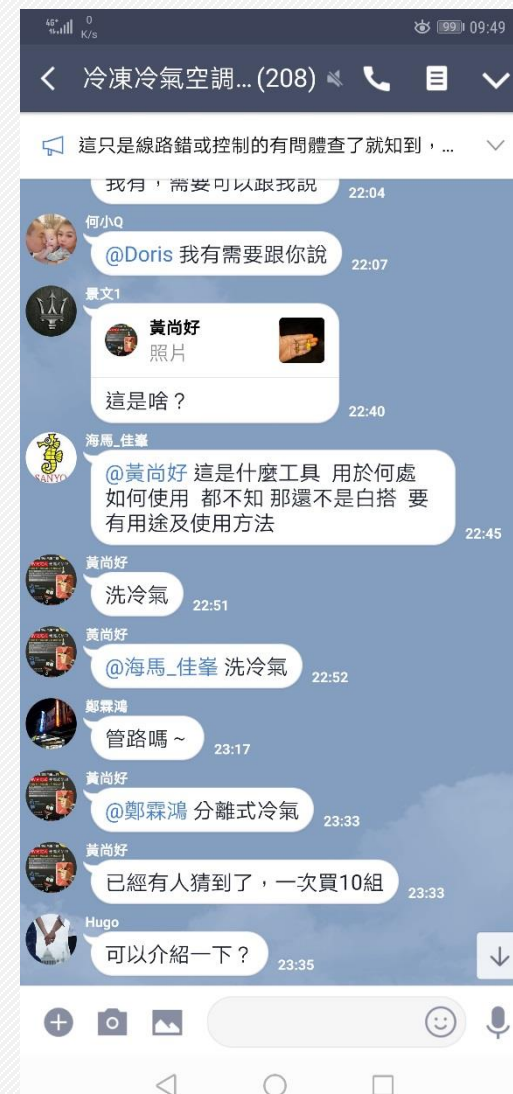 46+ 0
K/s 99 09:49
冷凍冷氣空調...(208)
這只是線路錯或控制的有問體查了就知到，...
我有，需要可以跟我說
22:04
何小Q
@Doris 我有需要跟你說
22:07
景文1
黃尚好
照片
這是啥？
22:40
海馬_佳峯
SANYO
@黃尚好 這是什麼工具 用於何處
如何使用 都不知 那還不是白搭 要
有用途及使用方法
22:45
黃尚好
洗冷氣
22:51
黃尚好
@海馬_佳峯 洗冷氣
22:52
鄭霖鴻
管路嗎～
23:17
黃尚好
@鄭霖鴻 分離式冷氣
23:33
黃尚好
已經有人猜到了，一次買10組
23:33
Hugo
可以介紹一下？
23:35